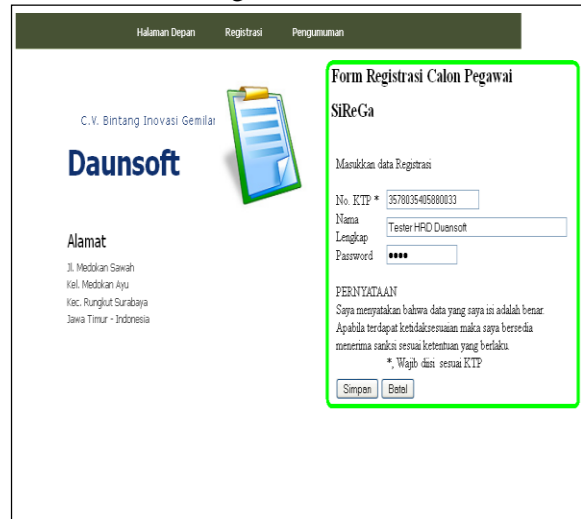 Halaman Depan Registrasi Pengumuman
C.V. Bintang Inovasi Gemilar
Daunsoft
Alamat
Jl. Medokan Sawah
Kel. Medokan Ayu
Kec. Rungkut Surabaya
Jawa Timur - Indonesia
Form Registrasi Calon Pegawai
SiReGa
Masukkan data Registrasi
No. KTP * 3578035405880033
Nama
Lengkap
Tester HRD Duansoft
Password ●●●●
PERNYATAAN
Saya menyatakan bahwa data yang saya isi adalah benar.
Apabila terdapat ketidaksesuaian maka saya bersedia
menerima sanksi sesuai ketentuan yang berlaku.
*, Wajib diisi sesuai KTP
Simpan Batal